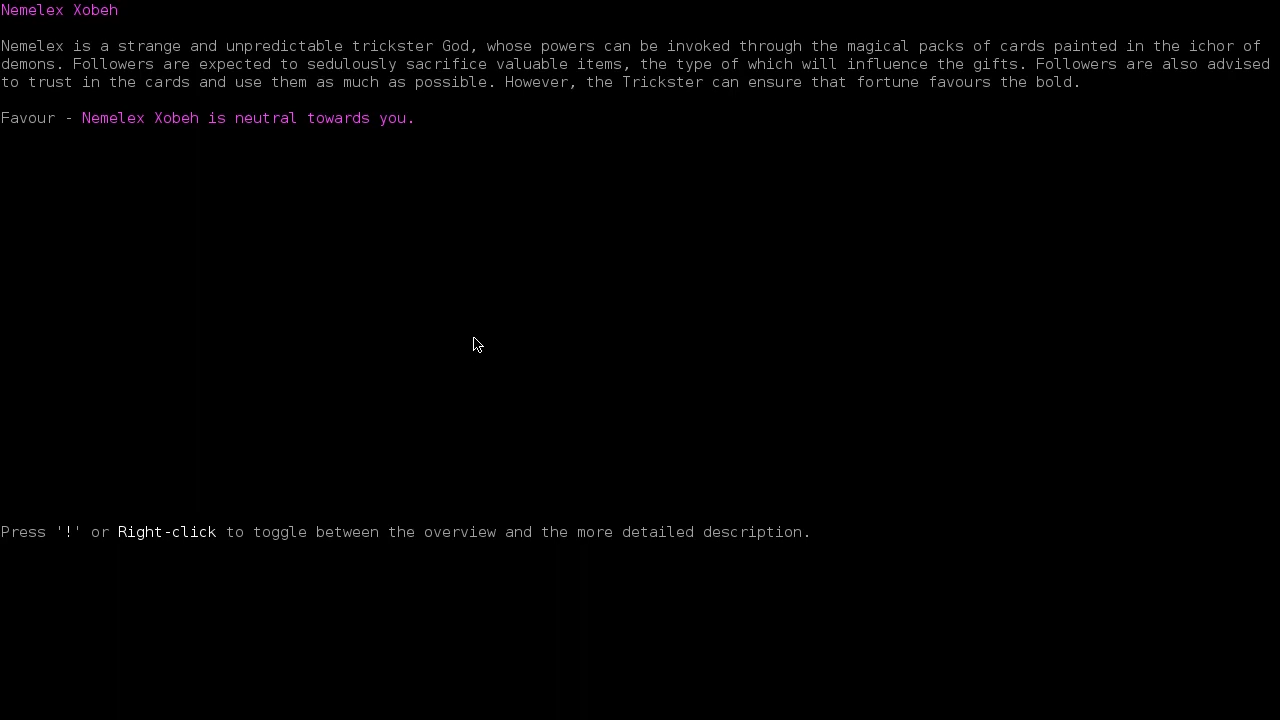 Nemelex Xobeh
Nemelex is a strange and unpredictable trickster God, whose powers can be invoked through the magical packs of cards painted in the ichor of
demons. Followers are expected to sedulously sacrifice valuable items, the type of which will influence the gifts. Followers are also advised
to trust in the cards and use them as much as possible. However, the Trickster can ensure that fortune favours the bold.
Favour - Nemelex Xobeh is neutral towards you.
Press '!' or Right-click to toggle between the overview and the more detailed description.